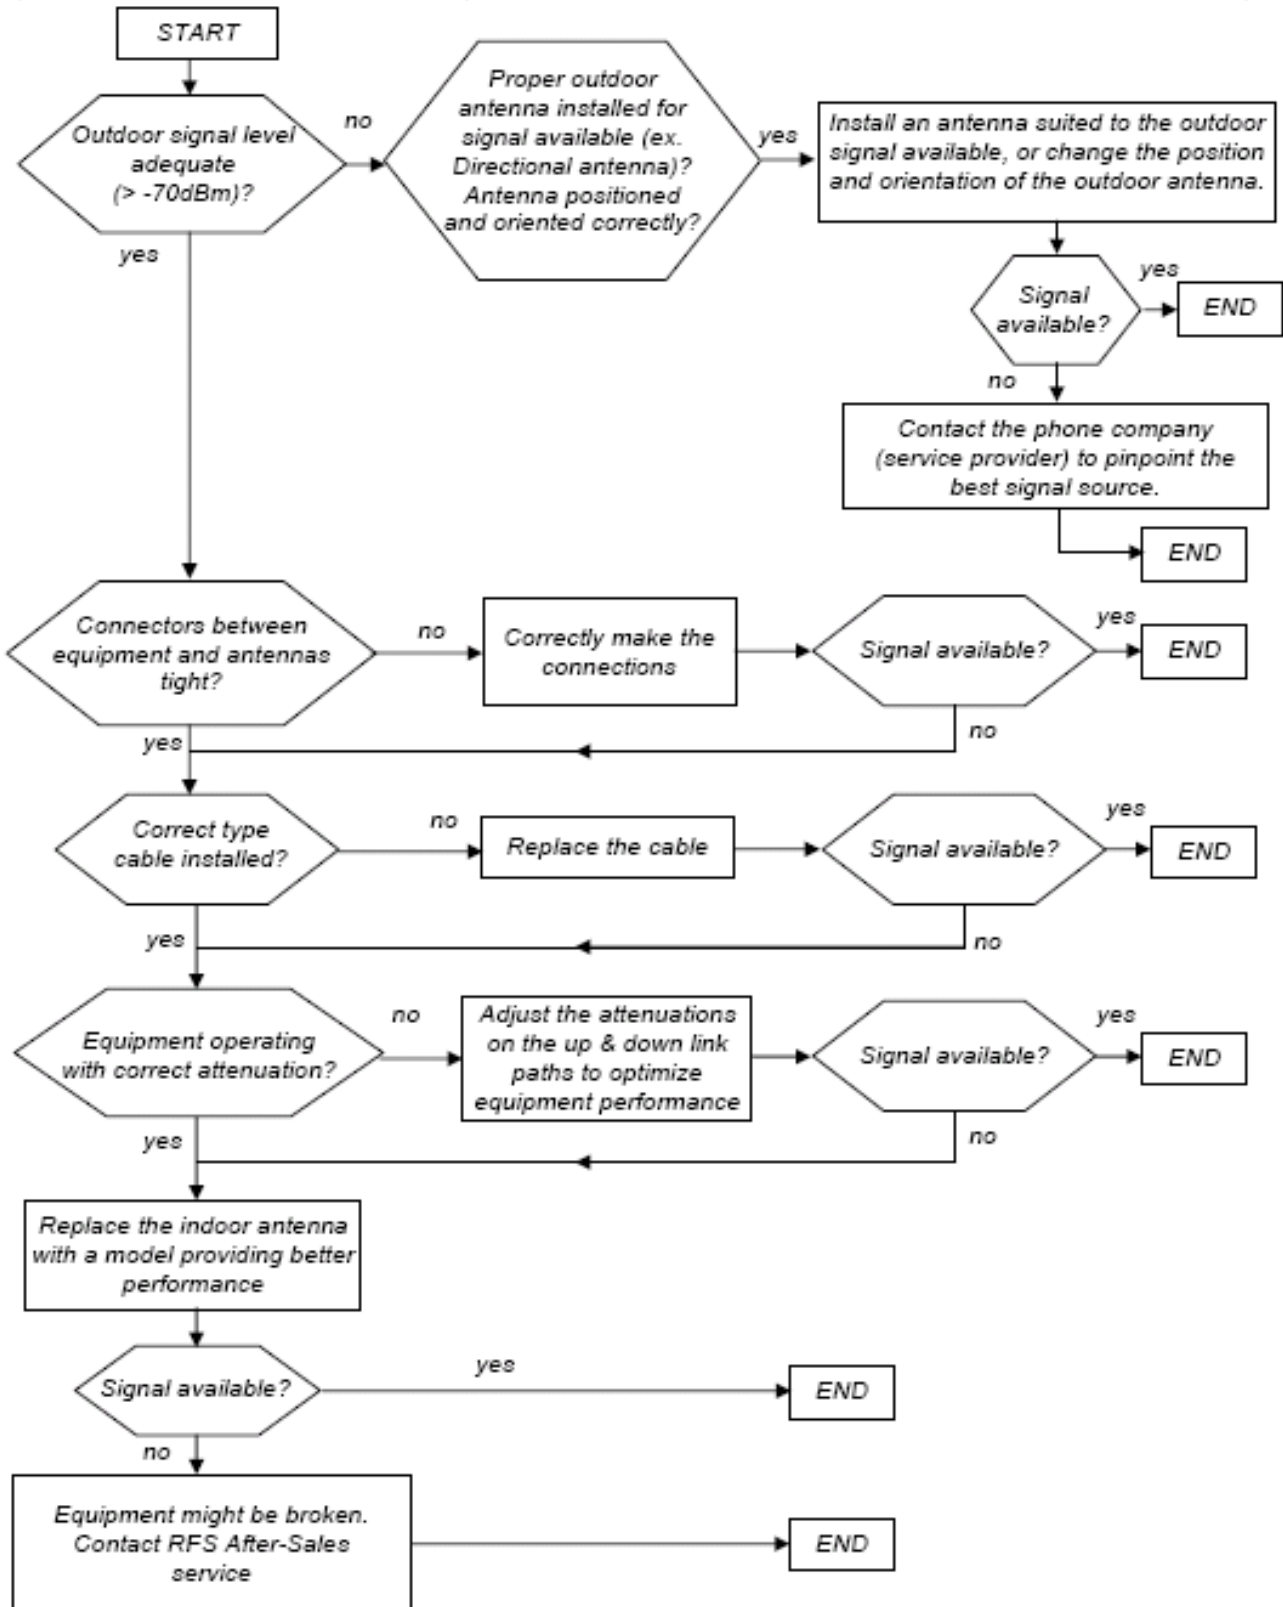 START
Outdoor signal level
adequate
(> -70dBm)?
no
Proper outdoor
antenna installed for
signal available (ex.
Directional antenna)?
Antenna positioned
and oriented correctly?
yes
Install an antenna suited to the outdoor
signal available, or change the position
and orientation of the outdoor antenna.
yes
Signal
available?
yes
END
no
Contact the phone company
(service provider) to pinpoint the
best signal source.
END
Connectors between
equipment and antennas
tight?
no
Correctly make the
connections
Signal available?
yes
END
no
yes
Correct type
cable installed?
no
Replace the cable
Signal available?
yes
END
no
yes
Equipment operating
with correct attenuation?
no
Adjust the attenuations
on the up & down link
paths to optimize
equipment performance
Signal available?
yes
END
no
yes
Replace the indoor antenna
with a model providing better
performance
Signal available?
yes
END
no
Equipment might be broken.
Contact RFS After-Sales
service
END